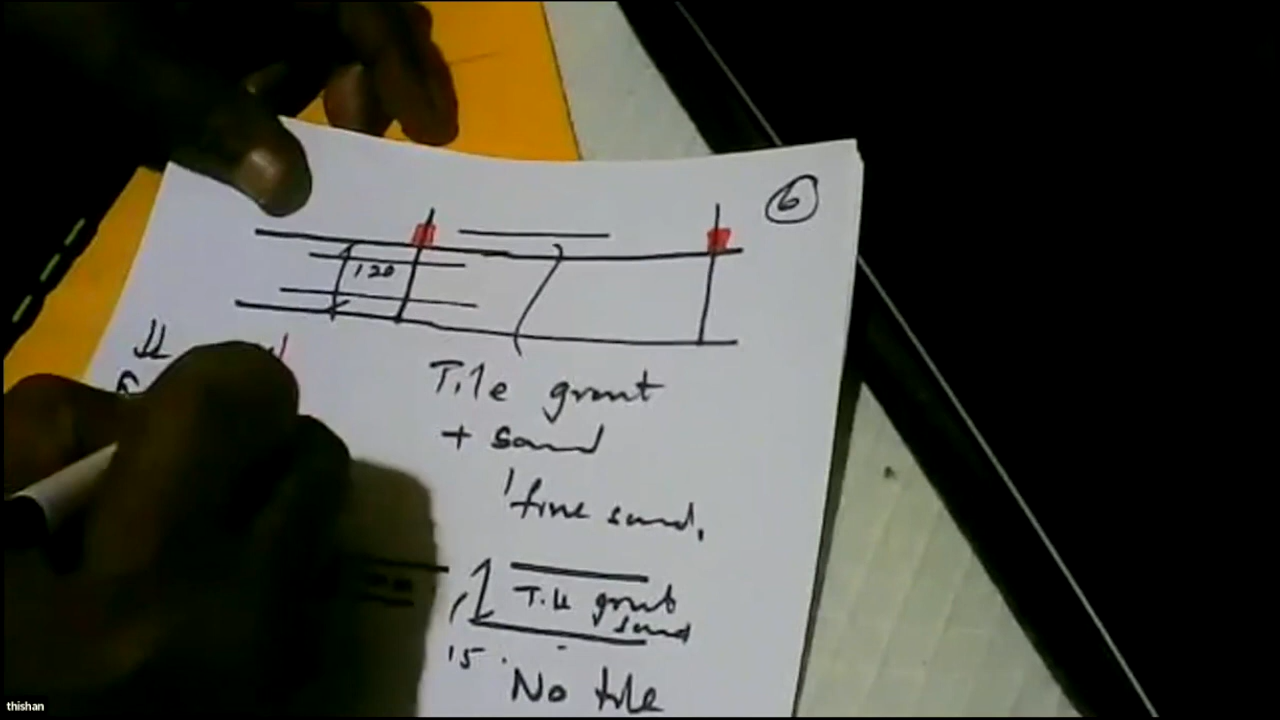 6
120
Tile grout
+ sand
fine sand.
Tile grout
sand
15
No tile
thishan